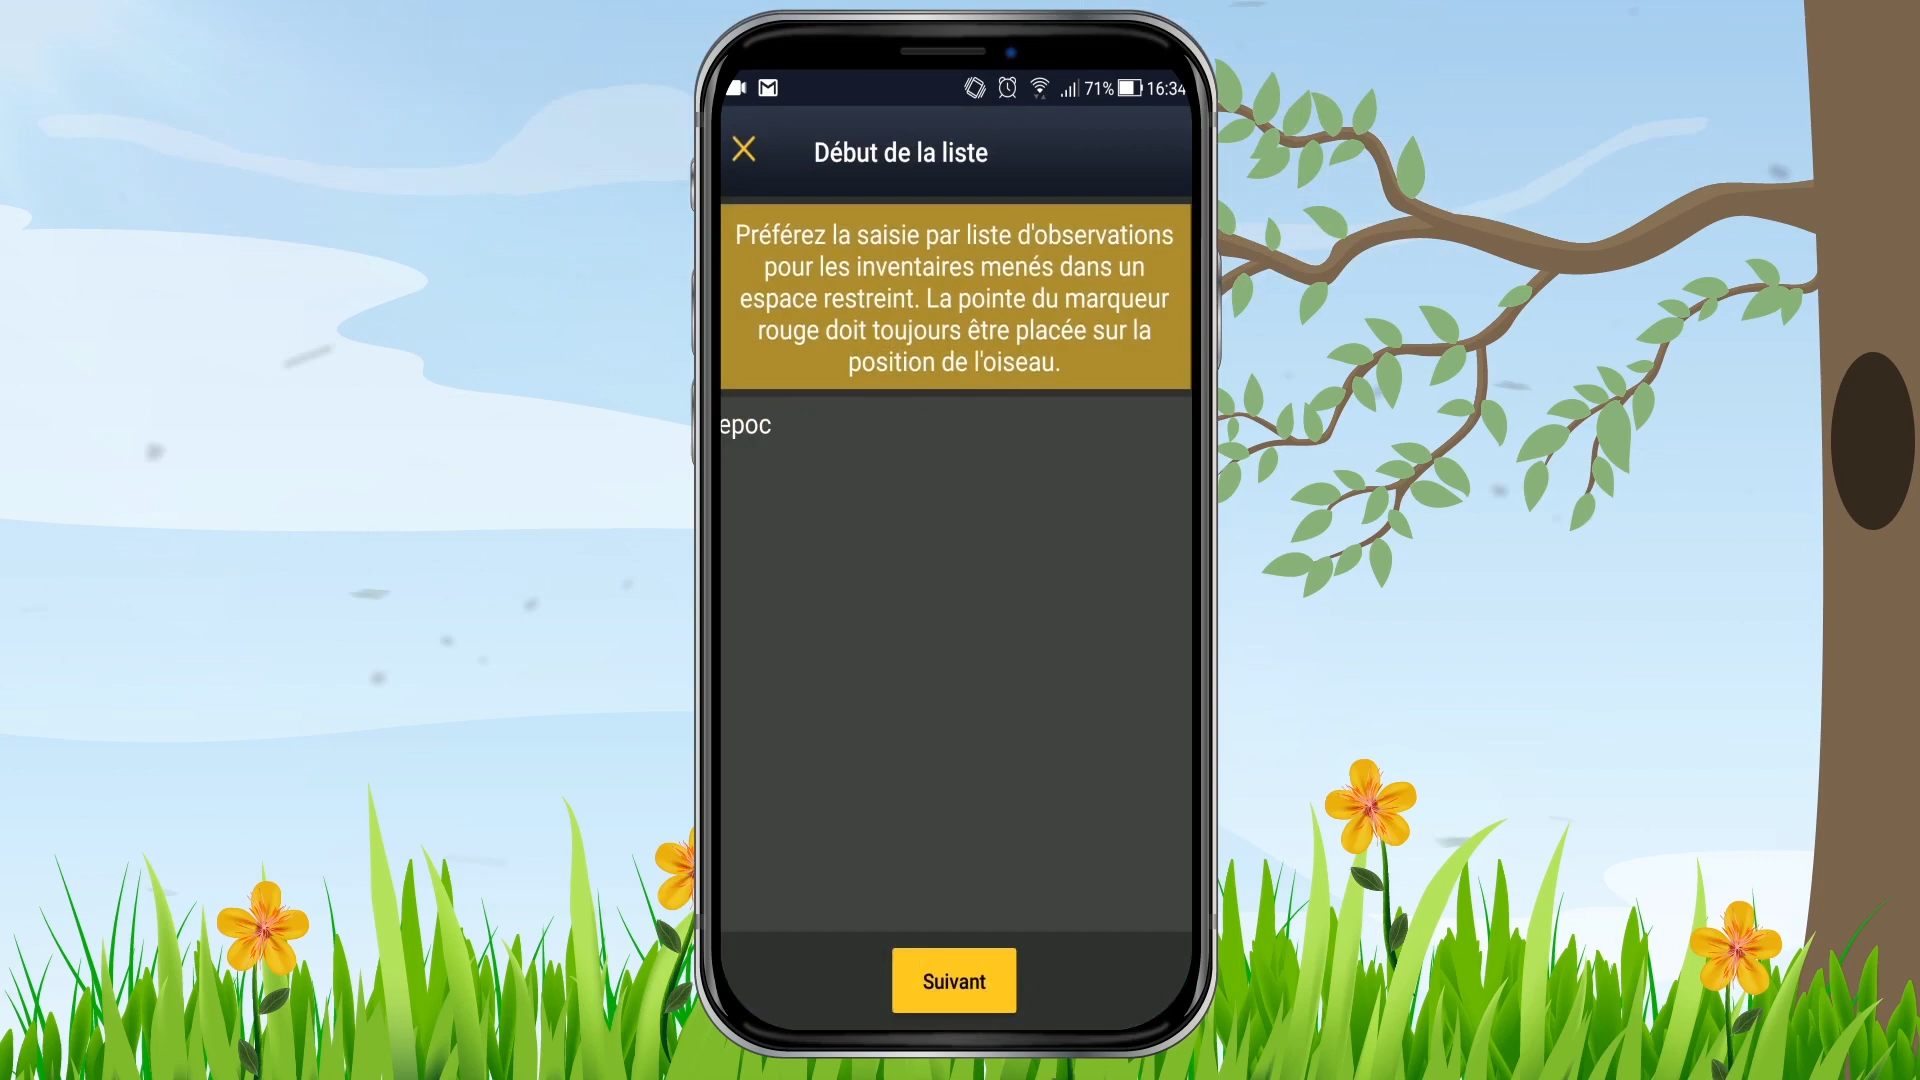 71% 16:34
Début de la liste
Préférez la saisie par liste d'observations
pour les inventaires menés dans un
espace restreint. La pointe du marqueur
rouge doit toujours être placée sur la
position de l'oiseau.
epoc
Suivant